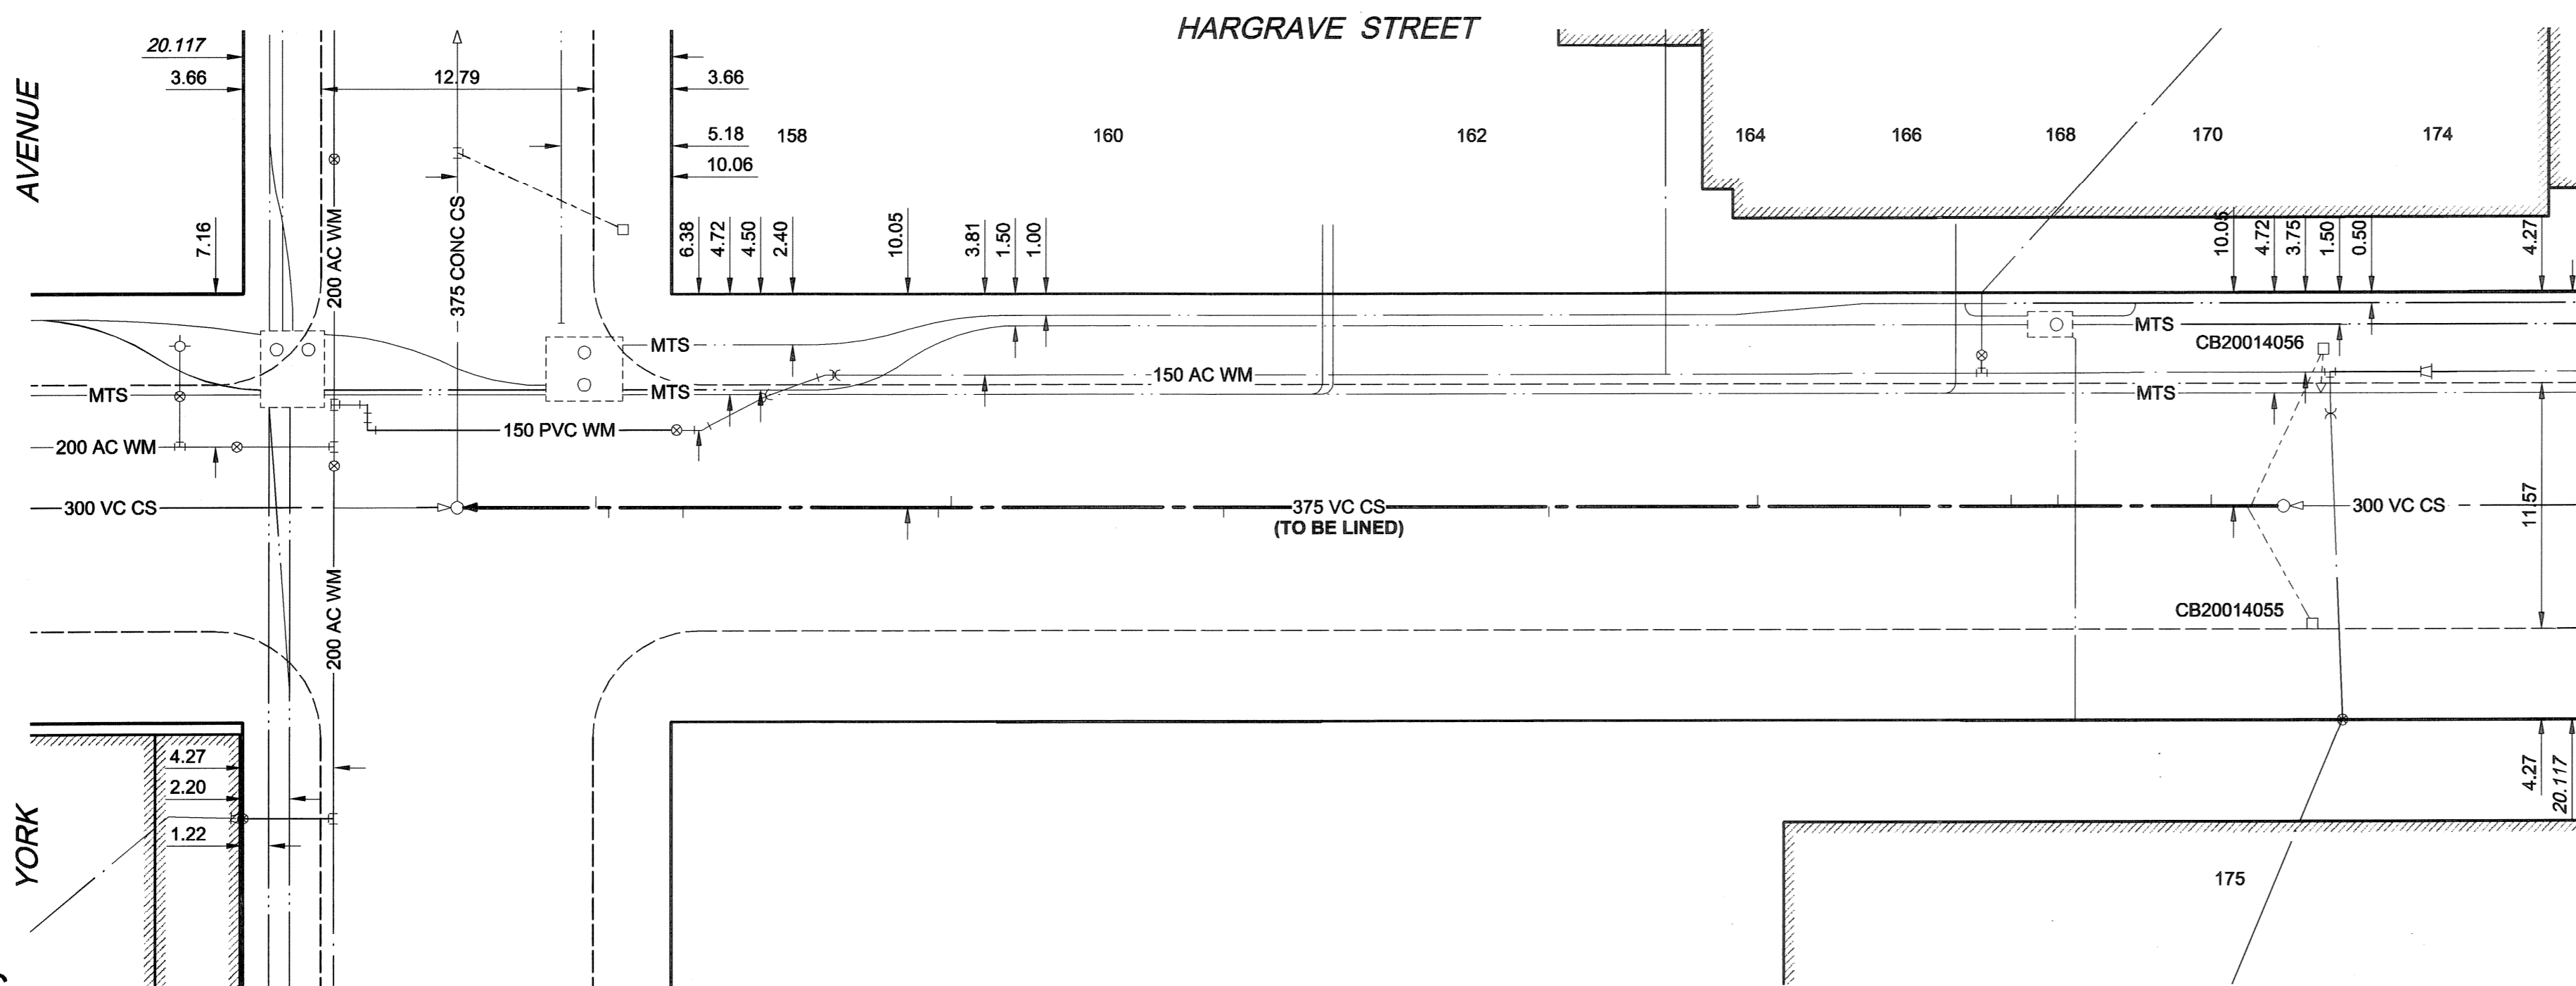 HARGRAVE STREET
AVENUE
20.117
3.66
12.79
3.66
5.18
10.06
158
160
162
164
166
168
170
174
7.16
200 AC WM
375 CONC CS
6.38
4.72
4.50
2.40
10.05
3.81
1.50
1.00
10.05
4.72
3.75
1.50
0.50
4.27
MTS
MTS
CB20014056
150 AC WM
MTS
MTS
MTS
150 PVC WM
200 AC WM
300 VC CS
375 VC CS
(TO BE LINED)
300 VC CS
11.57
200 AC WM
CB20014055
YORK
4.27
2.20
1.22
4.27
20.117
175